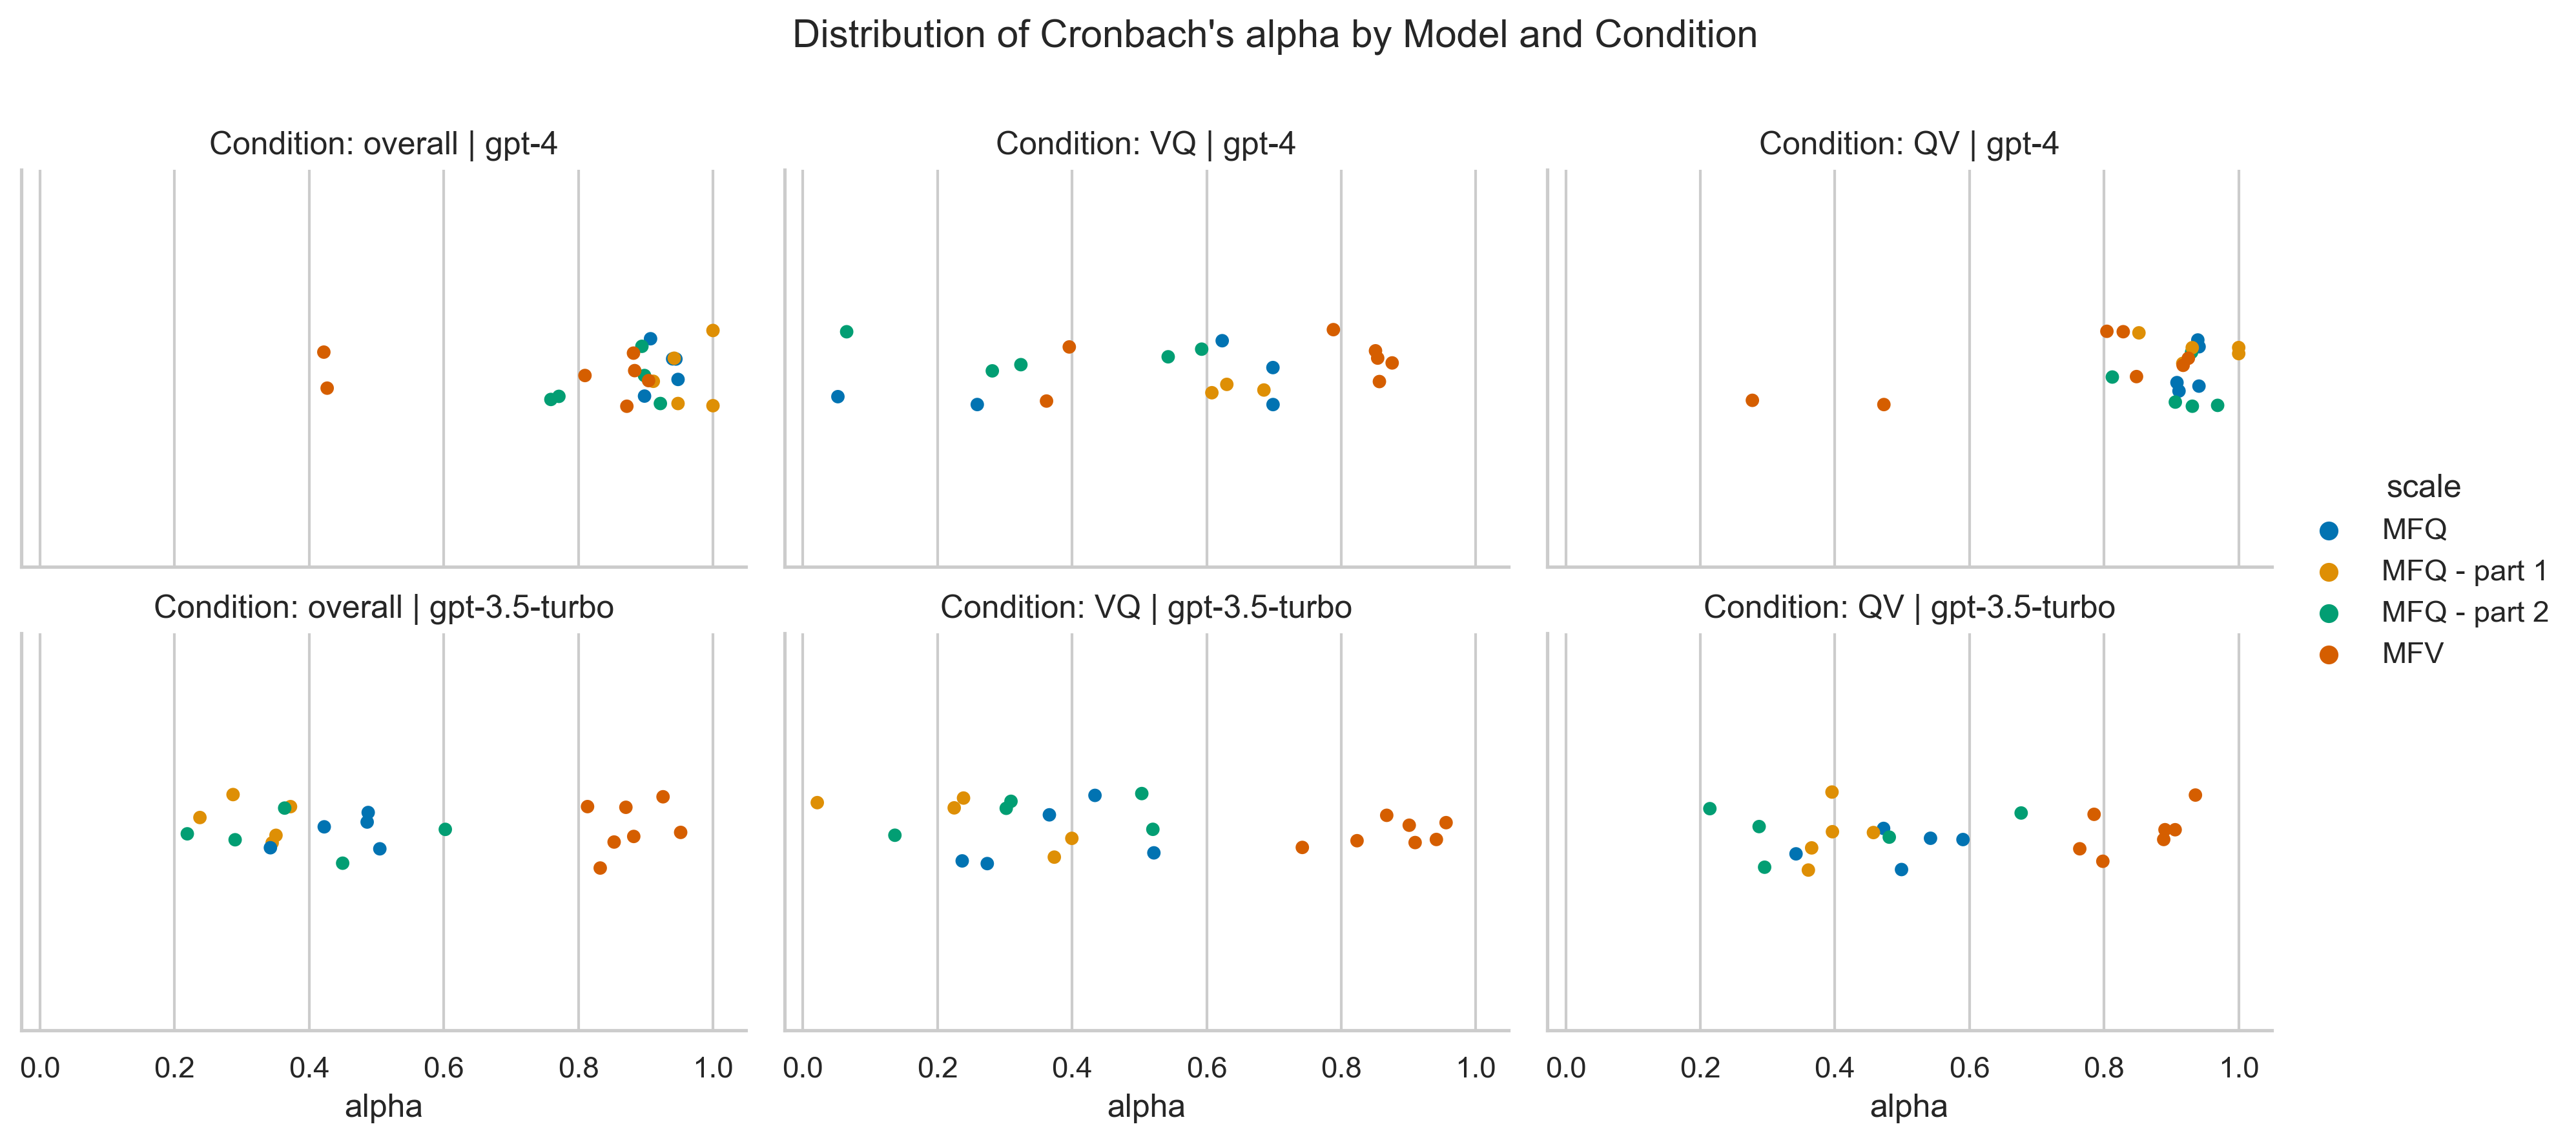 Distribution of Cronbach's alpha by Model and Condition
Condition: overall | gpt-4
Condition: VQ | gpt-4
Condition: QV | gpt-4
scale
MFQ
MFQ - part 1
MFQ - part 2
MFV
Condition: overall | gpt-3.5-turbo
Condition: VQ | gpt-3.5-turbo
Condition: QV | gpt-3.5-turbo
0.0 0.2 0.4 0.6 0.8 1.0
alpha
0.0 0.2 0.4 0.6 0.8 1.0
alpha
0.0 0.2 0.4 0.6 0.8 1.0
alpha